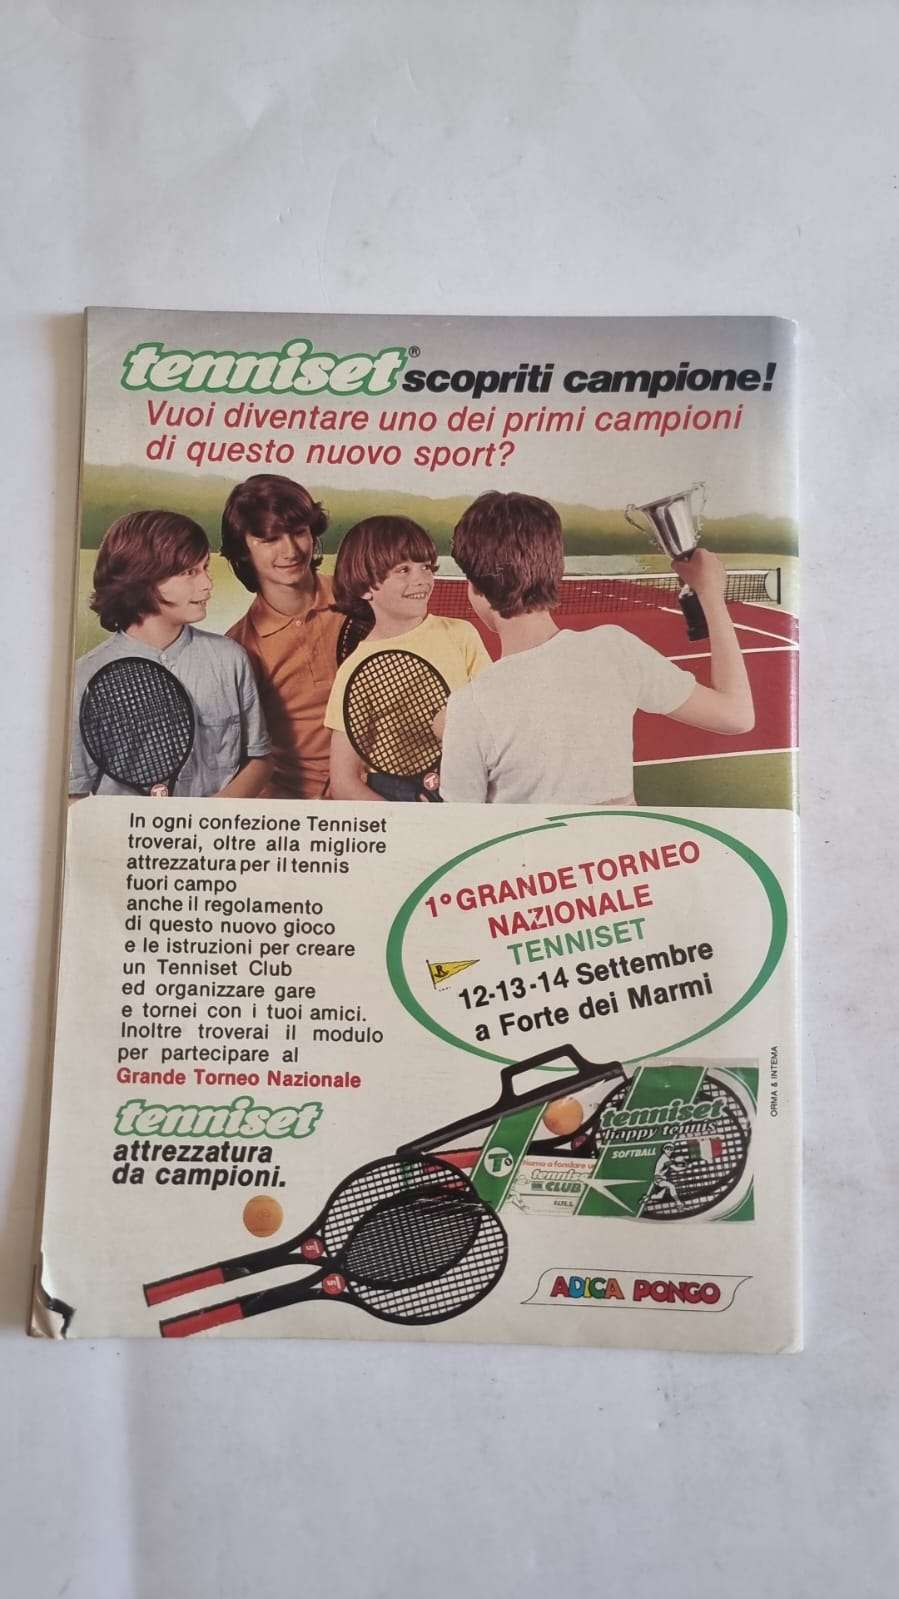 tenniset® scopriti campione!
Vuoi diventare uno dei primi campioni
di questo nuovo sport?
In ogni confezione Tenniset
troverai, oltre alla migliore
attrezzatura per il tennis
fuori campo
anche il regolamento
di questo nuovo gioco
e le istruzioni per creare
un Tenniset Club
ed organizzare gare
e tornei con i tuoi amici.
Inoltre troverai il modulo
per partecipare al
Grande Torneo Nazionale
tenniset
attrezzatura
da campioni.
1° GRANDE TORNEO
NAZIONALE
TENNISET
12-13-14 Settembre
a Forte dei Marmi
ORMA & INTEMA
tenniset
happy tennis
SOFTBALL
CLUB
ADICA PONGO